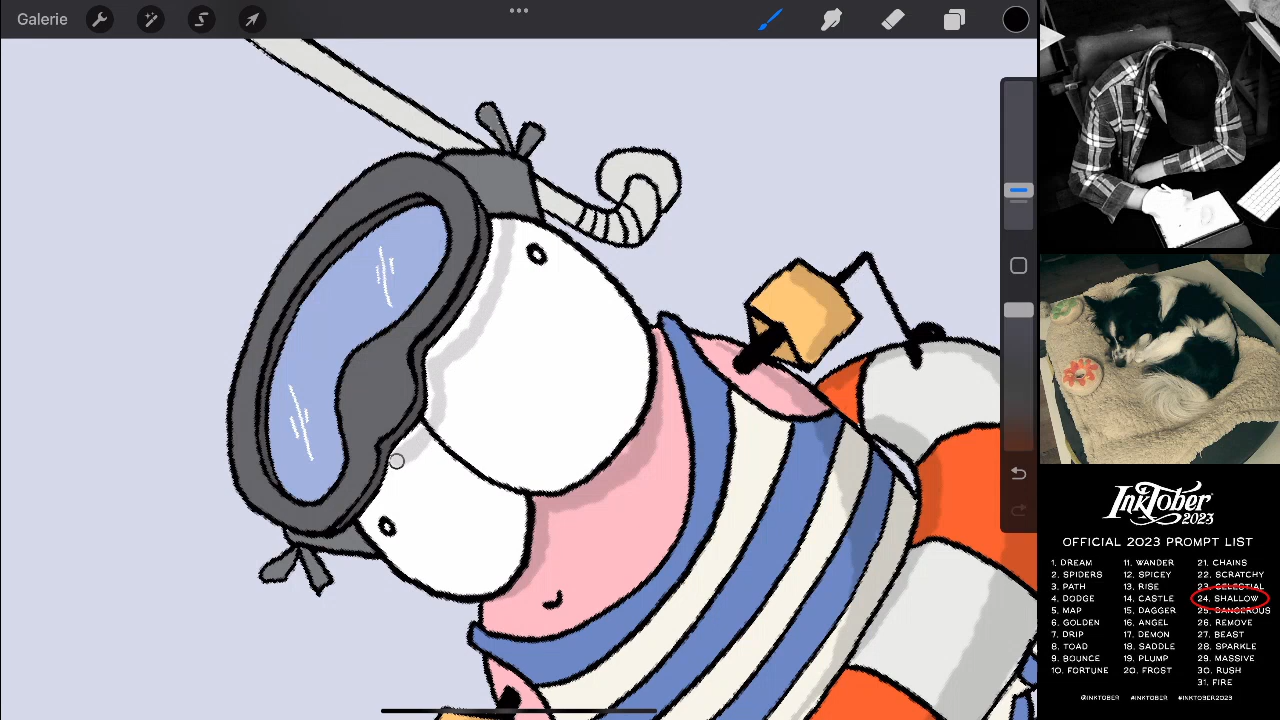 Galerie
INKTOBER
2023
OFFICIAL 2023 PROMPT LIST
1. DREAM
2. SPIDERS
3. PATH
4. DODGE
5. MAP
6. GOLDEN
7. DRIP
8. TOAD
9. BOUNCE
10. FORTUNE
11. WANDER
12. SPICEY
13. RISE
14. CASTLE
15. DAGGER
16. ANGEL
17. DEMON
18. SADDLE
19. PLUMP
20. FROST
21. CHAINS
22. SCRATCHY
23. CELESTIAL
24. SHALLOW
25. DANGEROUS
26. REMOVE
27. BEAST
28. SPARKLE
29. MASSIVE
30. RUSH
31. FIRE
@INKTOBER #INKTOBER #INKTOBER2023